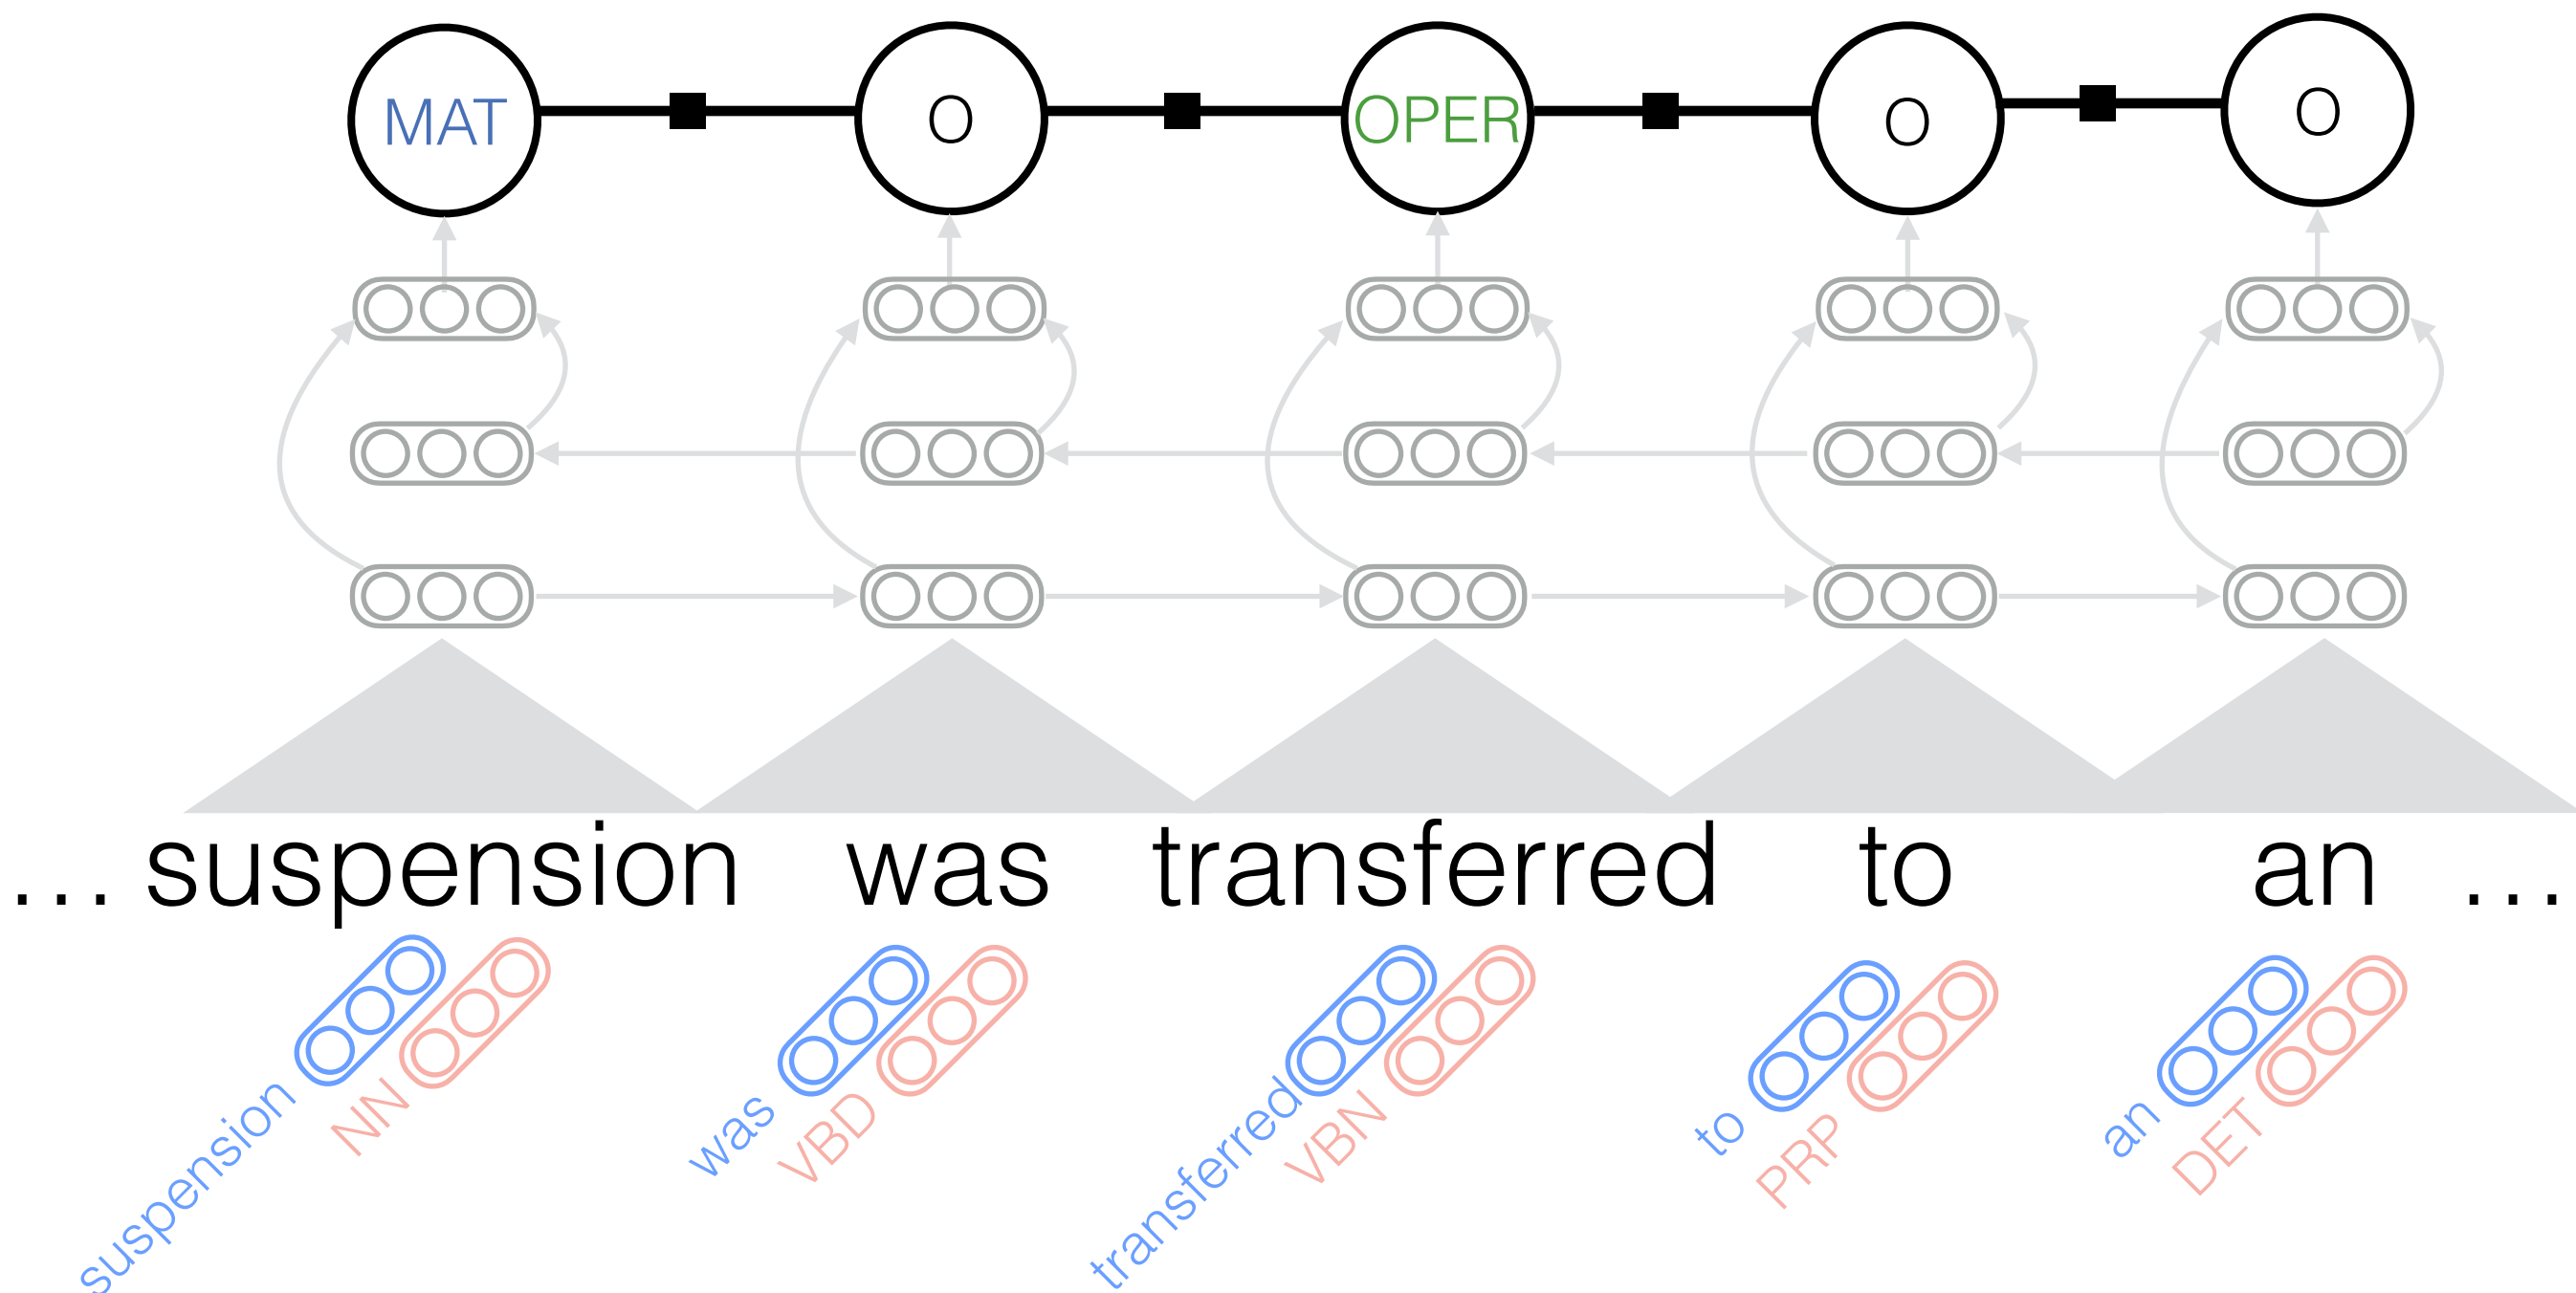 MAT O OPER O O
… suspension was transferred to an …
suspension NN was VBD transferred VBN to PRP an DET